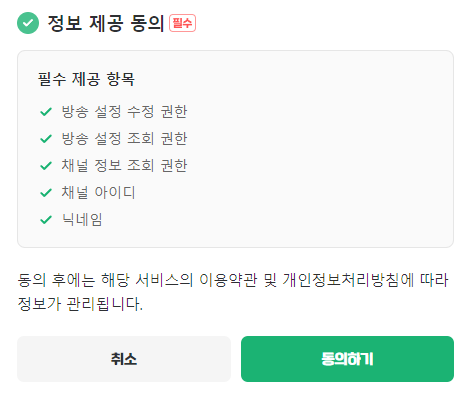 정보 제공 동의 필수
필수 제공 항목
방송 설정 수정 권한
방송 설정 조회 권한
채널 정보 조회 권한
채널 아이디
닉네임
동의 후에는 해당 서비스의 이용약관 및 개인정보처리방침에 따라
정보가 관리됩니다.
취소 동의하기